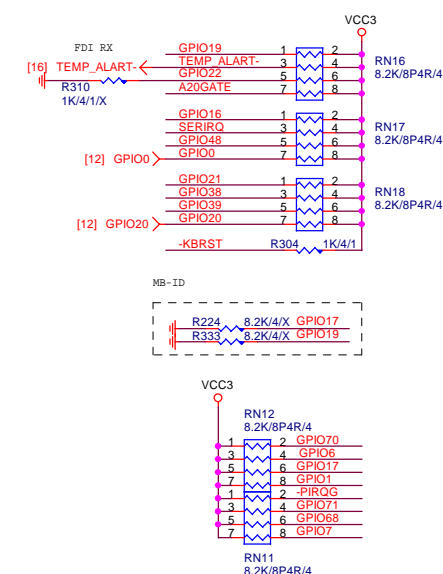 VCC3
FDI RX
GPIO19 1 2 RN16
[16] TEMP_ALART- TEMP_ALART- 3 4 8.2K/8P4R/4
GPIO22 5 6
R310 A20GATE 7 8
1K/4/1/X
GPIO16 1 2
SERIRQ 3 4 RN17
GPIO48 5 6 8.2K/8P4R/4
[12] GPIO0 GPIO0 7 8
GPIO21 1 2
GPIO38 3 4 RN18
GPIO39 5 6 8.2K/8P4R/4
[12] GPIO20 GPIO20 7 8
-KBRST R304 1K/4/1
MB-ID
R224 8.2K/4/X GPIO17
R333 8.2K/4/X GPIO19
VCC3
RN12
8.2K/8P4R/4
1 2 GPIO70
3 4 GPIO6
5 6 GPIO17
7 8 GPIO1
1 2 -PIRQG
3 4 GPIO71
5 6 GPIO68
7 8 GPIO7
RN11
8.2K/8P4R/4